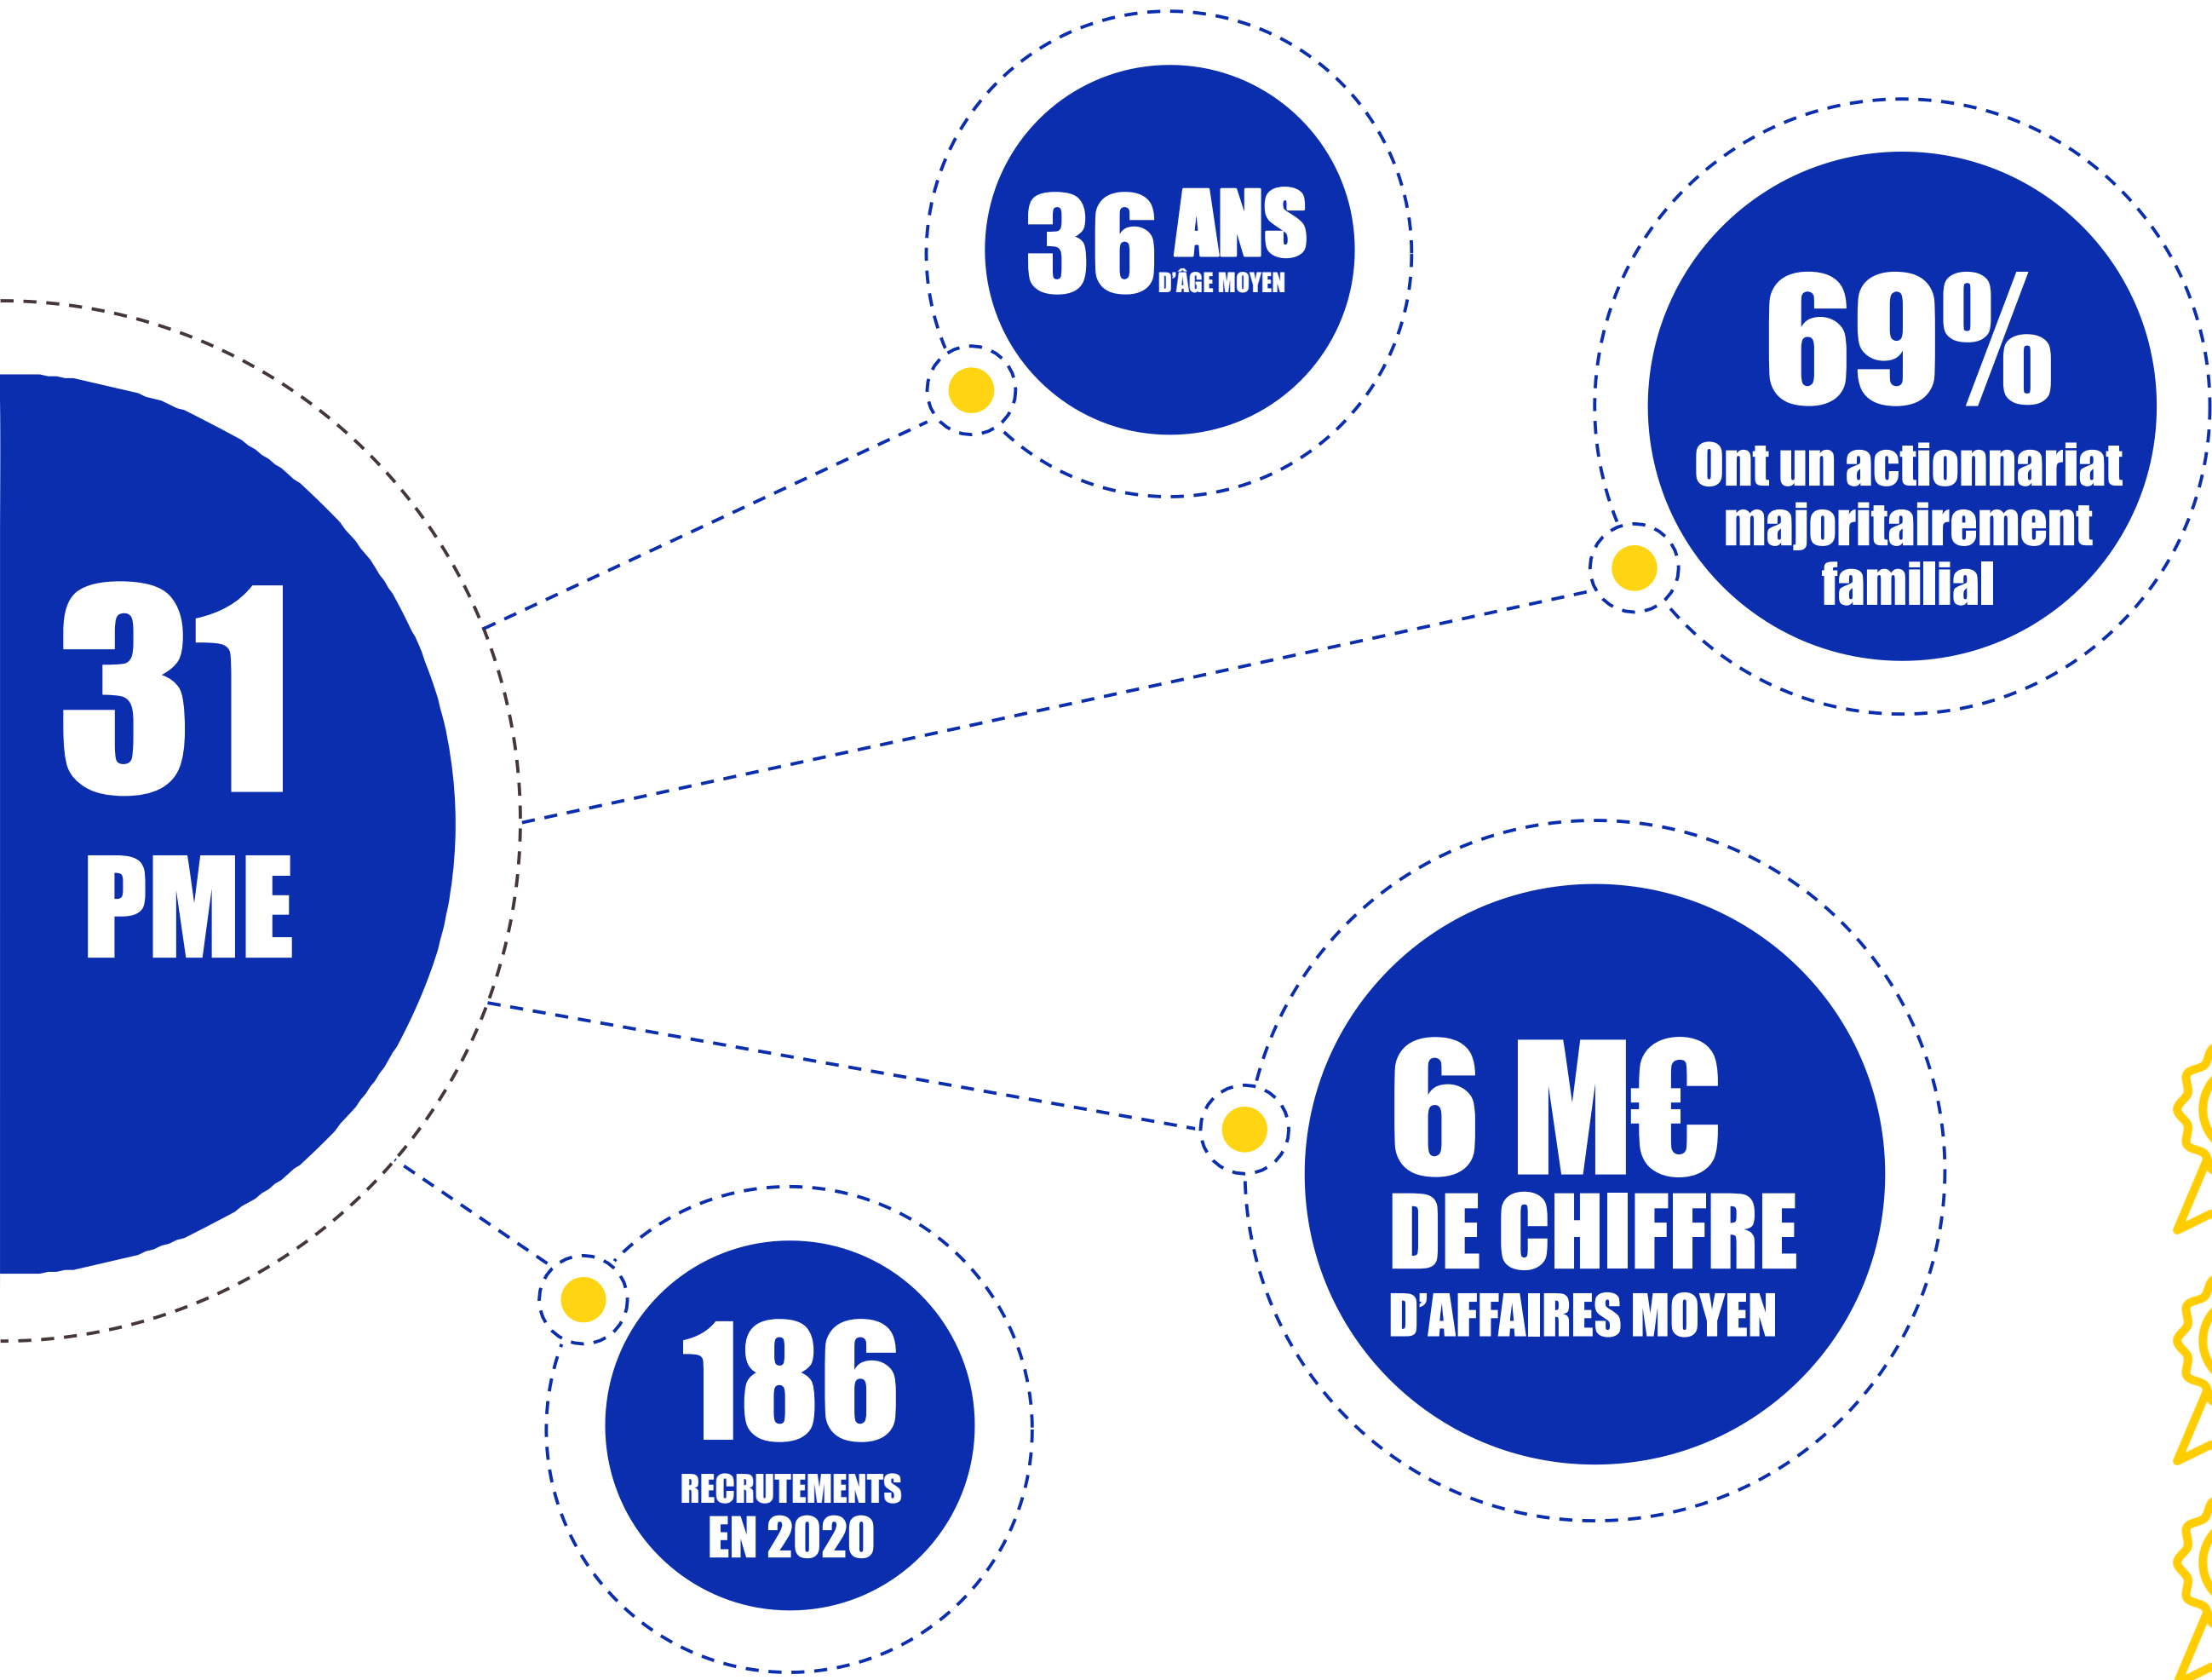 31
PME
36 ANS
D'ÂGE MOYEN
69%
Ont un actionnariat
majoritairement
familial
6 M€
DE CHIFFRE
D'AFFAIRES MOYEN
186
RECRUTEMENTS
EN 2020